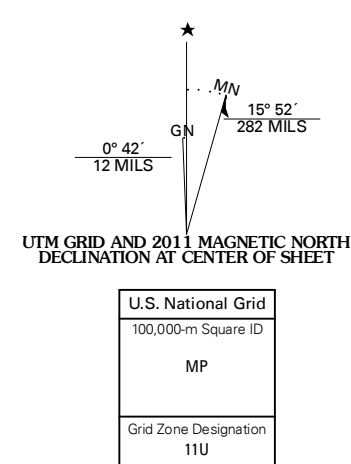 ★
MN
15° 52´
282 MILS
GN
0° 42´
12 MILS
UTM GRID AND 2011 MAGNETIC NORTH
DECLINATION AT CENTER OF SHEET
U.S. National Grid
100,000-m Square ID
MP
Grid Zone Designation
11U